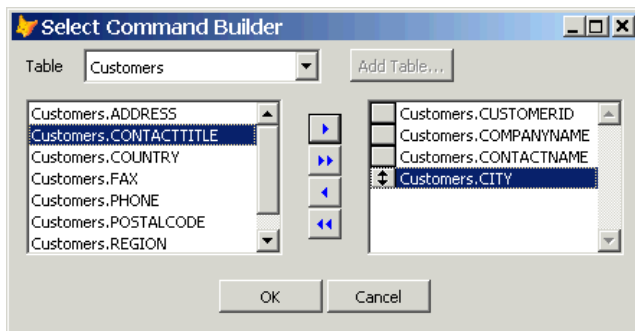 Select Command Builder
Table
Customers
Add Table...
Customers.ADDRESS
Customers.CONTACTTITLE
Customers.COUNTRY
Customers.FAX
Customers.PHONE
Customers.POSTALCODE
Customers.REGION
Customers.CUSTOMERID
Customers.COMPANYNAME
Customers.CONTACTNAME
Customers.CITY
OK
Cancel